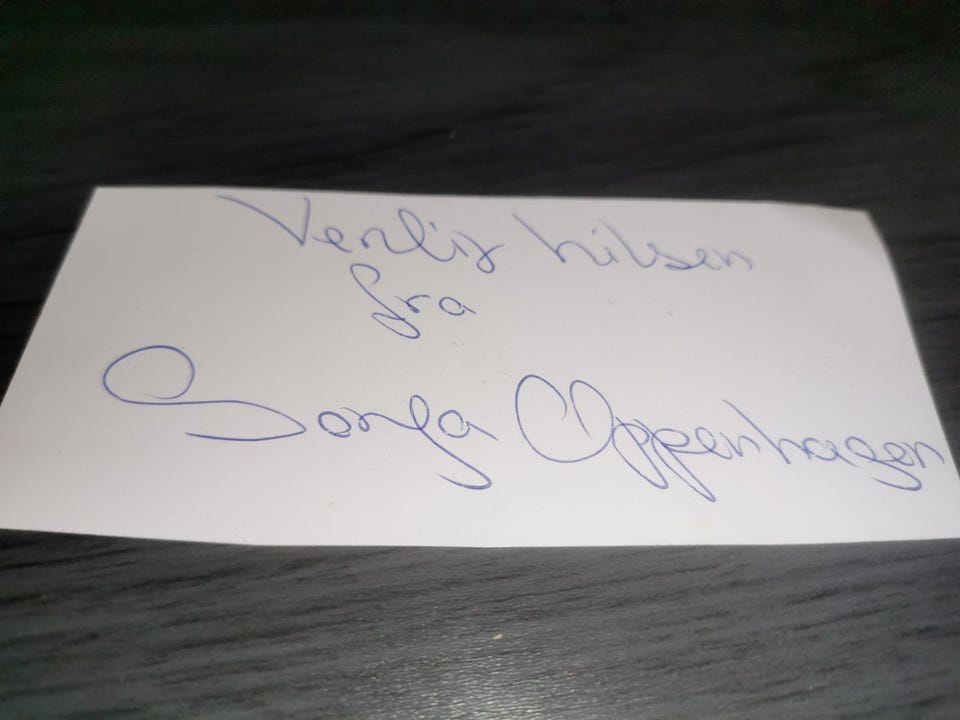 Venlig hilsen
fra
Sonja Oppenhagen